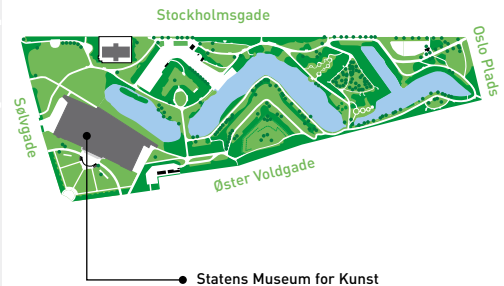 Stockholmsgade
Oslo Plads
Sølvgade
Øster Voldgade
Statens Museum for Kunst